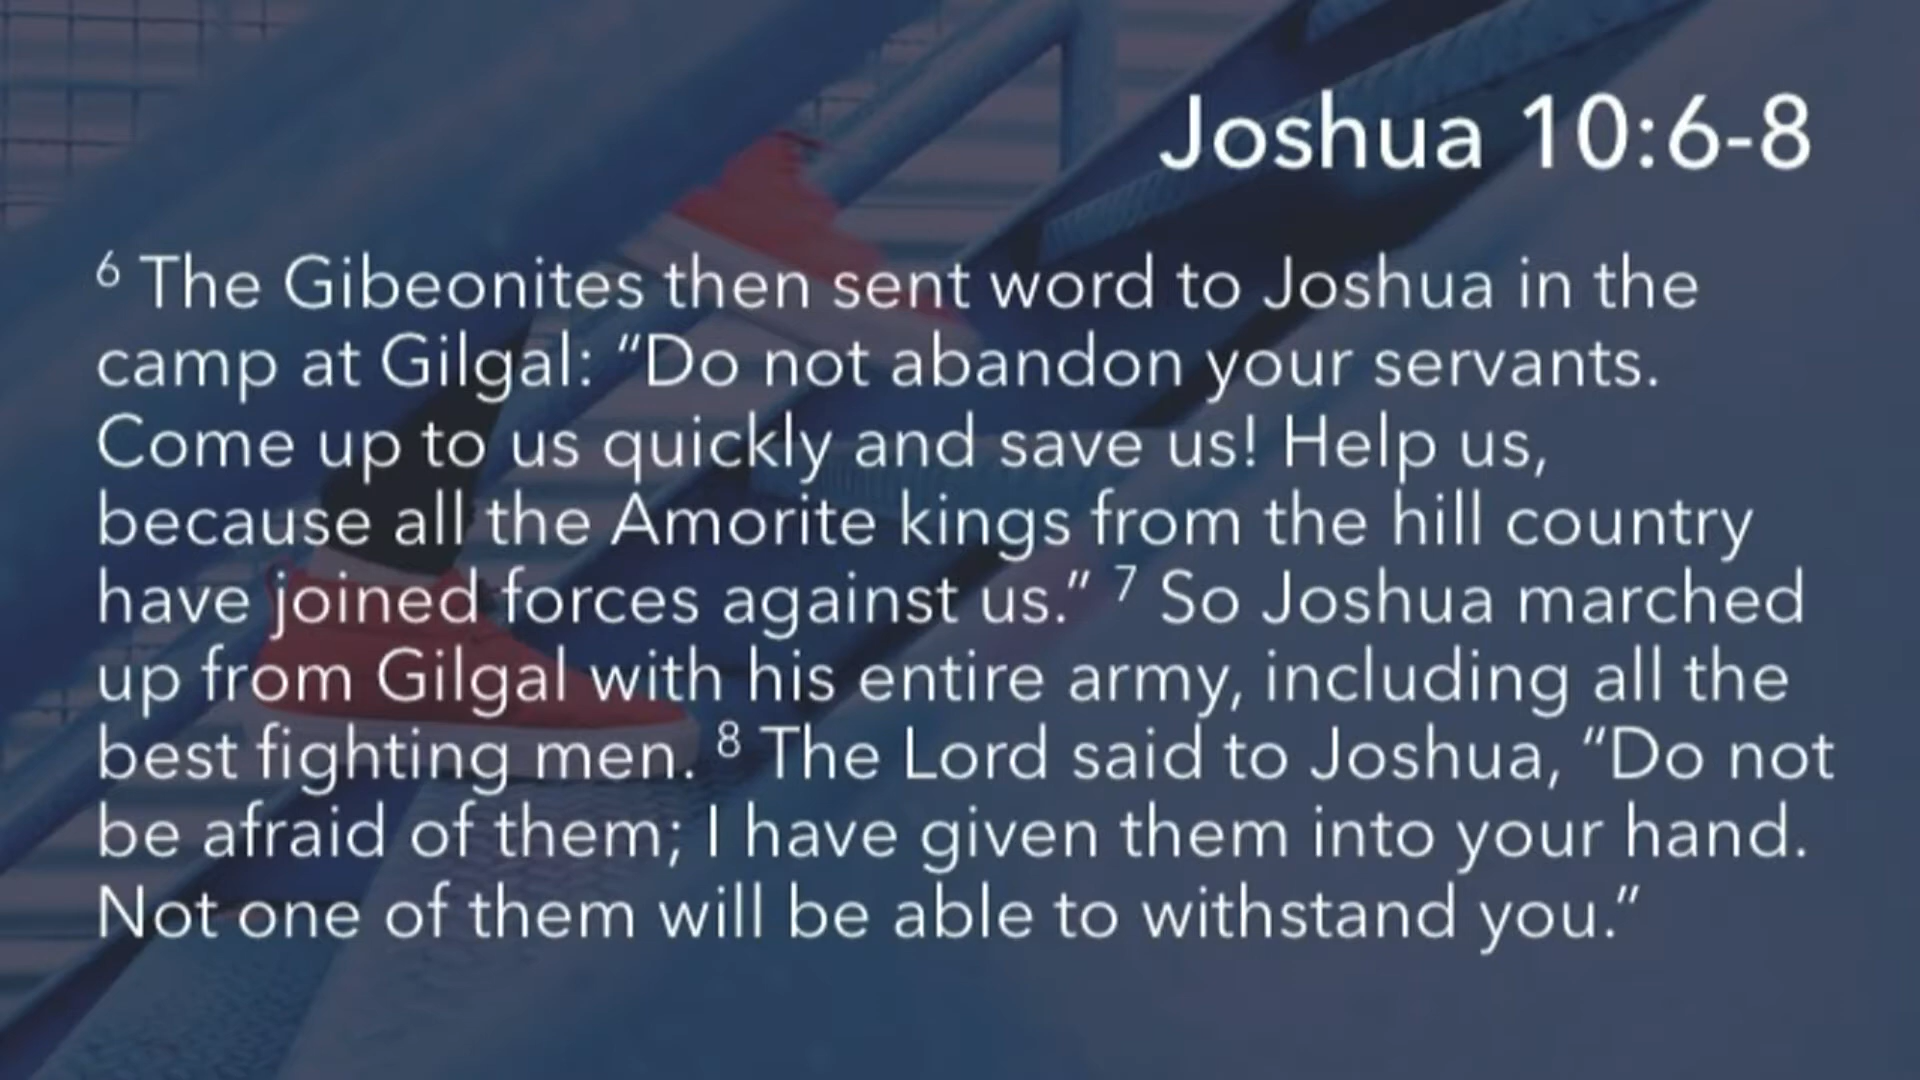 Joshua 10:6-8
6 The Gibeonites then sent word to Joshua in the
camp at Gilgal: “Do not abandon your servants.
Come up to us quickly and save us! Help us,
because all the Amorite kings from the hill country
have joined forces against us.” 7 So Joshua marched
up from Gilgal with his entire army, including all the
best fighting men. 8 The Lord said to Joshua, “Do not
be afraid of them; I have given them into your hand.
Not one of them will be able to withstand you.”